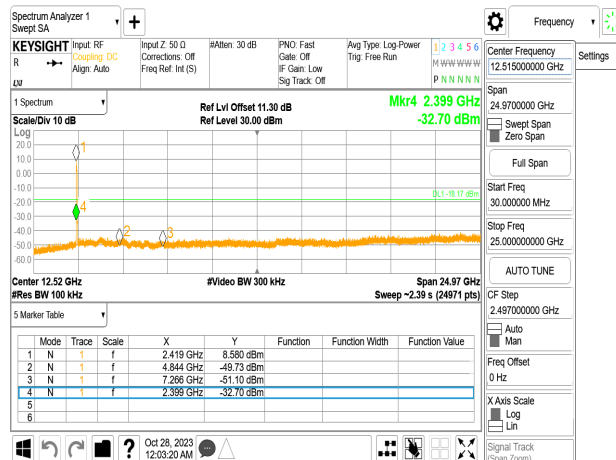 Spectrum Analyzer 1
Swept SA
Frequency
KEYSIGHT
R
LXI
Input: RF
Coupling: DC
Align: Auto
Input Z: 50 Ω
Corrections: Off
Freq Ref: Int (S)
#Atten: 30 dB
PNO: Fast
Gate: Off
IF Gain: Low
Sig Track: Off
Avg Type: Log-Power
Trig: Free Run
1 2 3 4 5 6
M W W W W W
P N N N N N
1 Spectrum
Scale/Div 10 dB
Ref Lvl Offset 11.30 dB
Ref Level 30.00 dBm
Mkr4 2.399 GHz
-32.70 dBm
Log
20.0
10.0
0.00
-10.0
-20.0
-30.0
-40.0
-50.0
-60.0
1
4
2
3
Center 12.52 GHz
#Res BW 100 kHz
#Video BW 300 kHz
Span 24.97 GHz
Sweep ~2.39 s (24971 pts)
5 Marker Table
Mode Trace Scale X Y Function Function Width Function Value
1 N 1 f 2.419 GHz 8.580 dBm
2 N 1 f 4.844 GHz -49.73 dBm
3 N 1 f 7.266 GHz -51.10 dBm
4 N 1 f 2.399 GHz -32.70 dBm
5
6
?
Oct 28, 2023
12:03:20 AM
Center Frequency
12.515000000 GHz
Settings
Span
24.9700000 GHz
Swept Span
Zero Span
Full Span
Start Freq
30.000000 MHz
Stop Freq
25.000000000 GHz
AUTO TUNE
CF Step
2.497000000 GHz
Auto
Man
Freq Offset
0 Hz
X Axis Scale
Log
Lin
Signal Track
(Span Zoom)